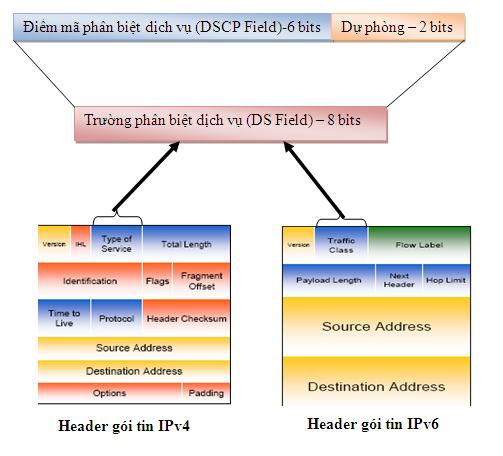 Điểm mã phân biệt dịch vụ (DSCP Field)-6 bits Dự phòng – 2 bits
Trường phân biệt dịch vụ (DS Field) – 8 bits
Version IHL Type of Service Total Length
Identification Flags Fragment Offset
Time to Live Protocol Header Checksum
Source Address
Destination Address
Options Padding
Header gói tin IPv4
Version Traffic Class Flow Label
Payload Length Next Header Hop Limit
Source Address
Destination Address
Header gói tin IPv6